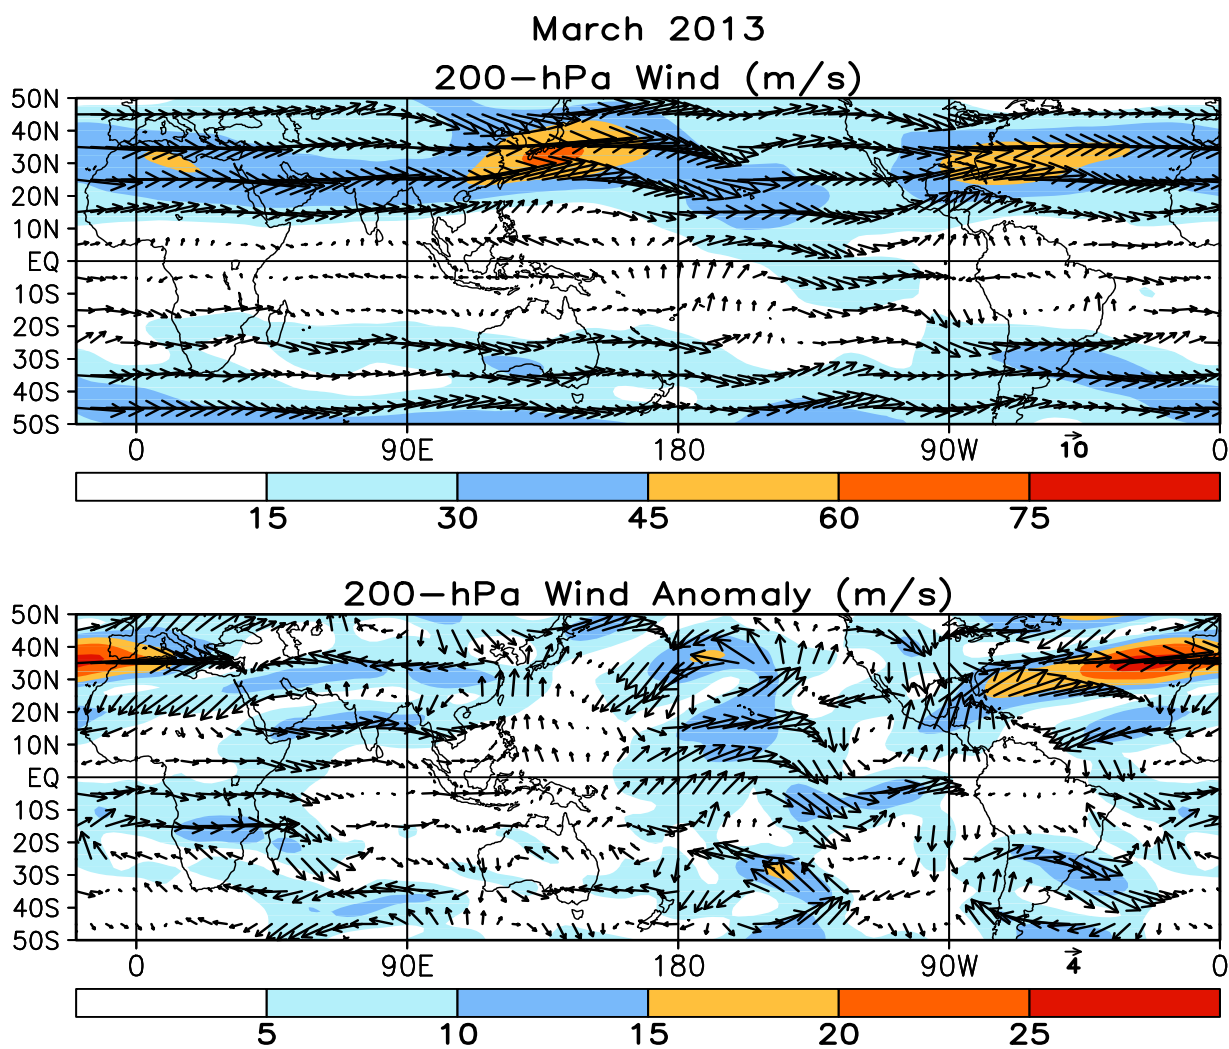 March 2013
200-hPa Wind (m/s)
50N
40N
30N
20N
10N
EQ
10S
20S
30S
40S
50S
0 90E 180 90W 10 0
15 30 45 60 75
200-hPa Wind Anomaly (m/s)
50N
40N
30N
20N
10N
EQ
10S
20S
30S
40S
50S
0 90E 180 90W 4 0
5 10 15 20 25